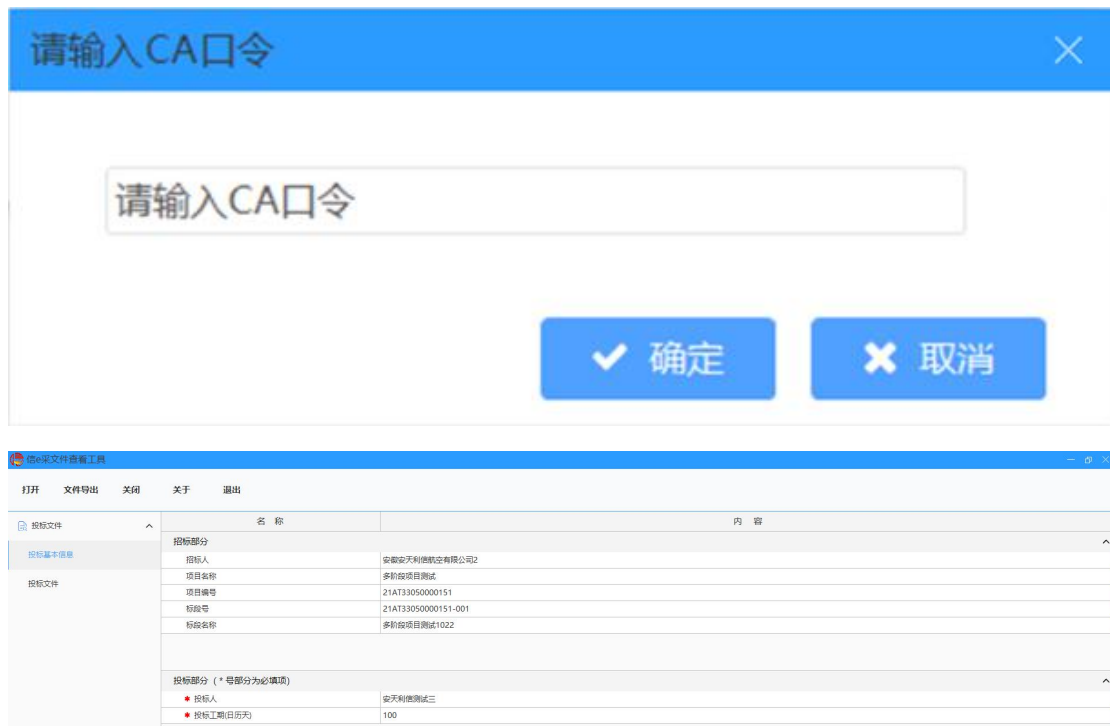 请输入CA口令
请输入CA口令
确定 取消
信e采文件查看工具
打开 文件导出 关闭 关于 退出
投标文件 名 称 内 容
招标部分
投标基本信息 招标人 安徽安天利信航空有限公司2
项目名称 多阶段项目测试
投标文件 项目编号 21AT33050000151
标段号 21AT33050000151-001
标段名称 多阶段项目测试1022
投标部分（*号部分为必填项)
* 投标人 安天利信测试三
* 投标工期(日历天) 100